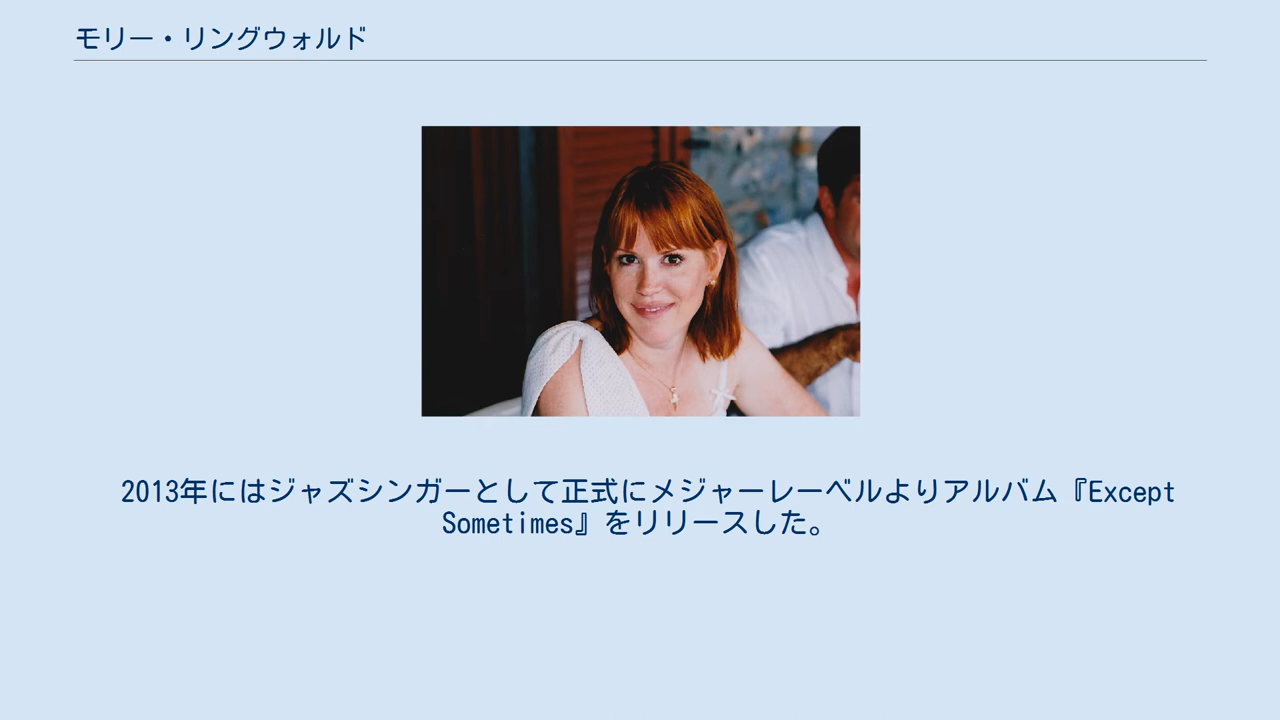 モリー・リングウォルド
2013年にはジャズシンガーとして正式にメジャーレーベルよりアルバム『Except
Sometimes』をリリースした。